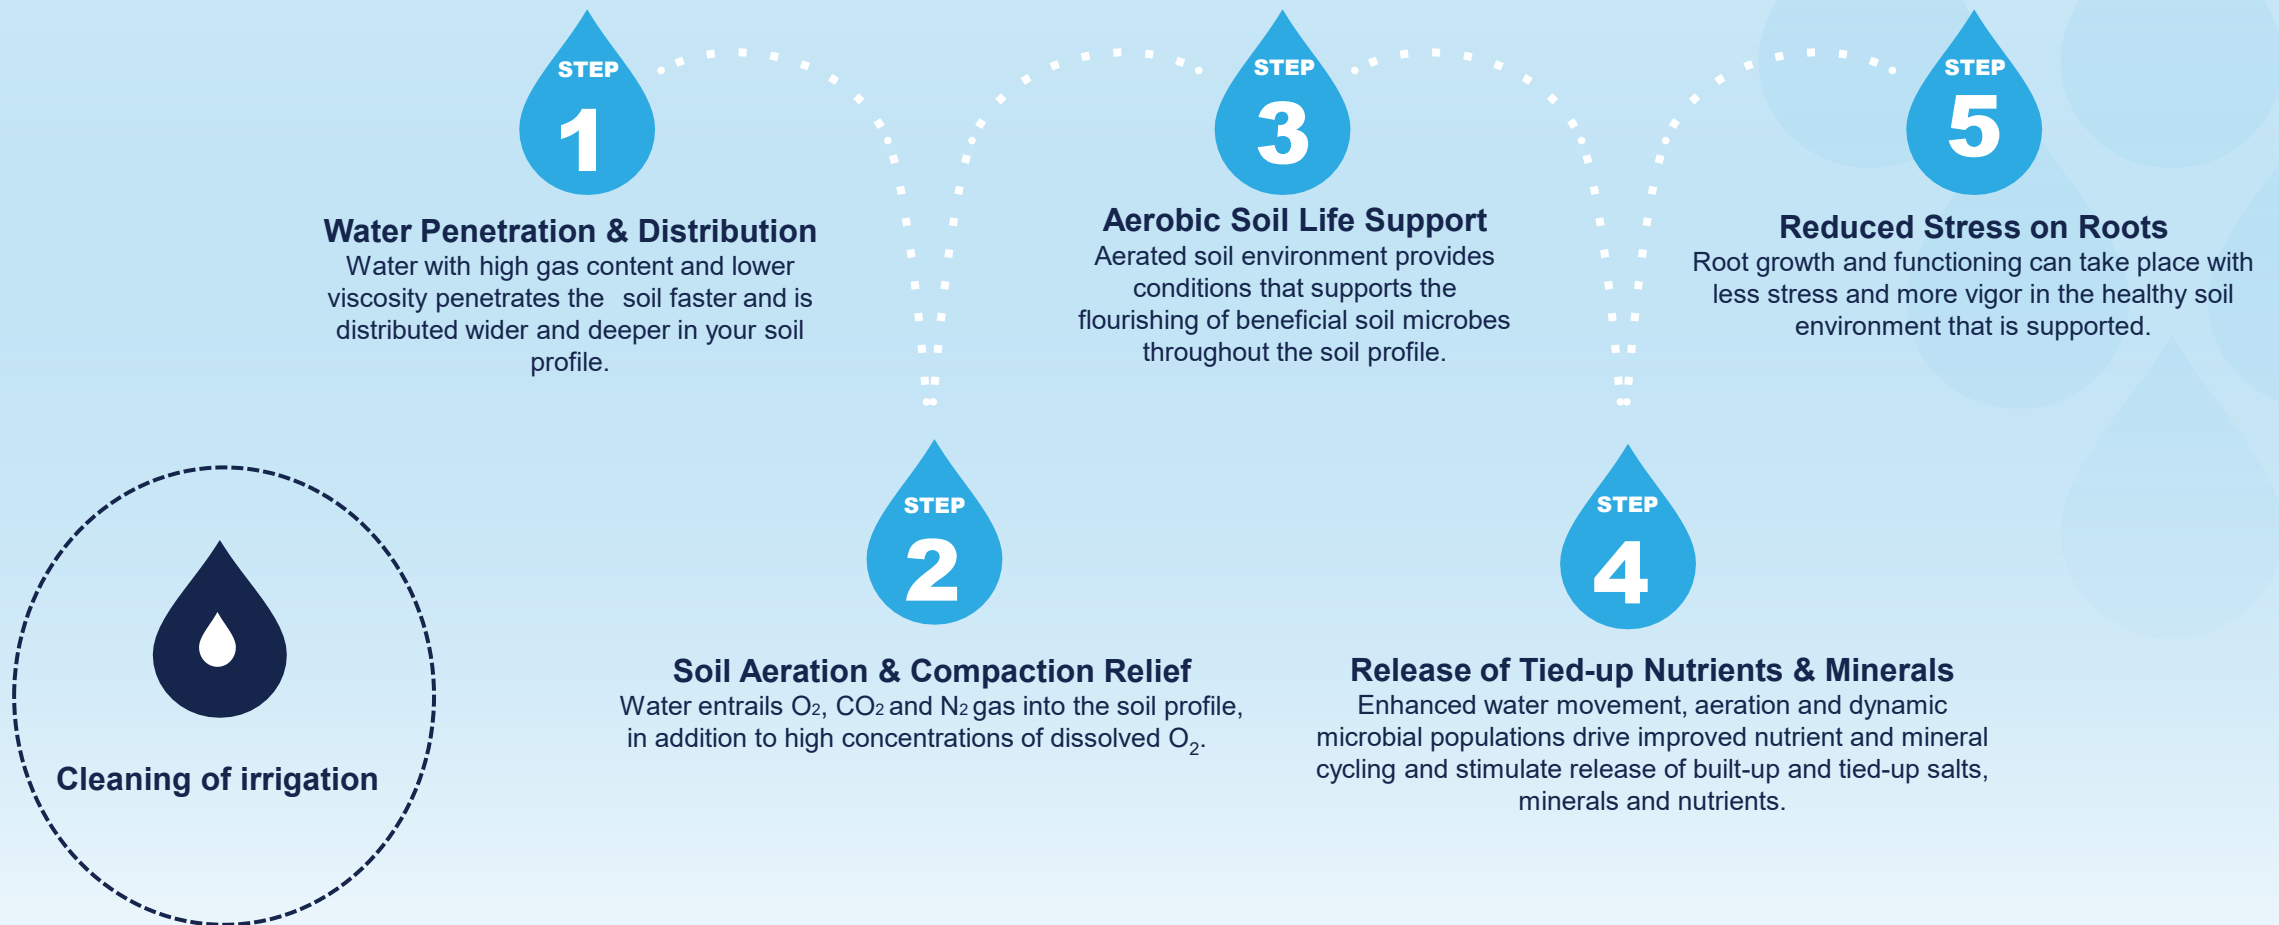 STEP
1
Water Penetration & Distribution
Water with high gas content and lower
viscosity penetrates the soil faster and is
distributed wider and deeper in your soil
profile.
STEP
2
Soil Aeration & Compaction Relief
Water entrails O₂, CO₂ and N₂ gas into the soil profile,
in addition to high concentrations of dissolved O₂.
STEP
3
Aerobic Soil Life Support
Aerated soil environment provides
conditions that supports the
flourishing of beneficial soil microbes
throughout the soil profile.
STEP
4
Release of Tied-up Nutrients & Minerals
Enhanced water movement, aeration and dynamic
microbial populations drive improved nutrient and mineral
cycling and stimulate release of built-up and tied-up salts,
minerals and nutrients.
STEP
5
Reduced Stress on Roots
Root growth and functioning can take place with
less stress and more vigor in the healthy soil
environment that is supported.
Cleaning of irrigation